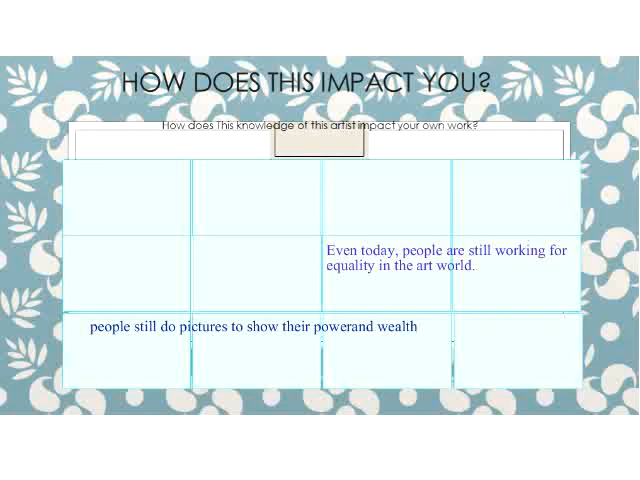 HOW DOES THIS IMPACT YOU?
How does This knowledge of this artist impact your own work?
Even today, people are still working for
equality in the art world.
people still do pictures to show their powerand wealth